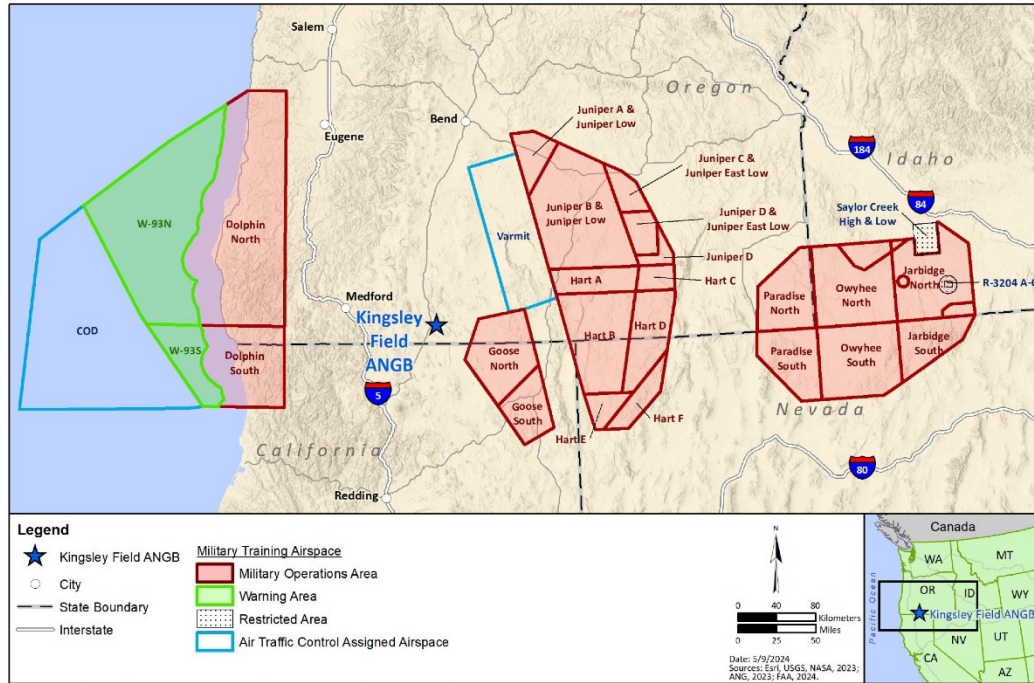 Salem
Oregon
Juniper A &
Juniper Low
Bend
Eugene
184
Idaho
Juniper C &
Juniper East Low
84
Saylor Creek
High & Low
W-93N
Dolphin
North
Juniper B &
Juniper Low
Juniper D &
Juniper East Low
Varmit
Juniper D
Hart A
Hart C
Jarbidge
North
R-3204 A-C
Owyhee
North
Paradise
North
Medford
COD
Kingsley
Field
ANGB
Hart D
Hart B
W-93S
Dolphin
South
Goose
North
Paradise
South
Owyhee
South
Jarbidge
South
5
Goose
South
Nevada
California
Hart E
Hart F
80
Redding
Legend
Kingsley Field ANGB
City
State Boundary
Interstate
Military Training Airspace
Military Operations Area
Warning Area
Restricted Area
Air Traffic Control Assigned Airspace
N
0 40 80
Kilometers
Miles
0 25 50
Date: 5/9/2024
Sources: Esri, USGS, NASA, 2023;
ANG, 2023; FAA, 2024.
Canada
WA
MT
OR
ID
WY
Kingsley Field ANGB
Pacific Ocean
NV
UT
CA
AZ